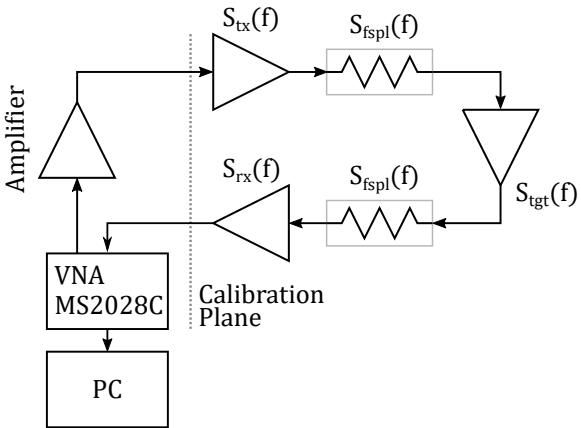 S_tx(f)
S_fspl(f)
Amplifier
S_rx(f)
S_fspl(f)
S_tgt(f)
VNA
MS2028C
Calibration
Plane
PC